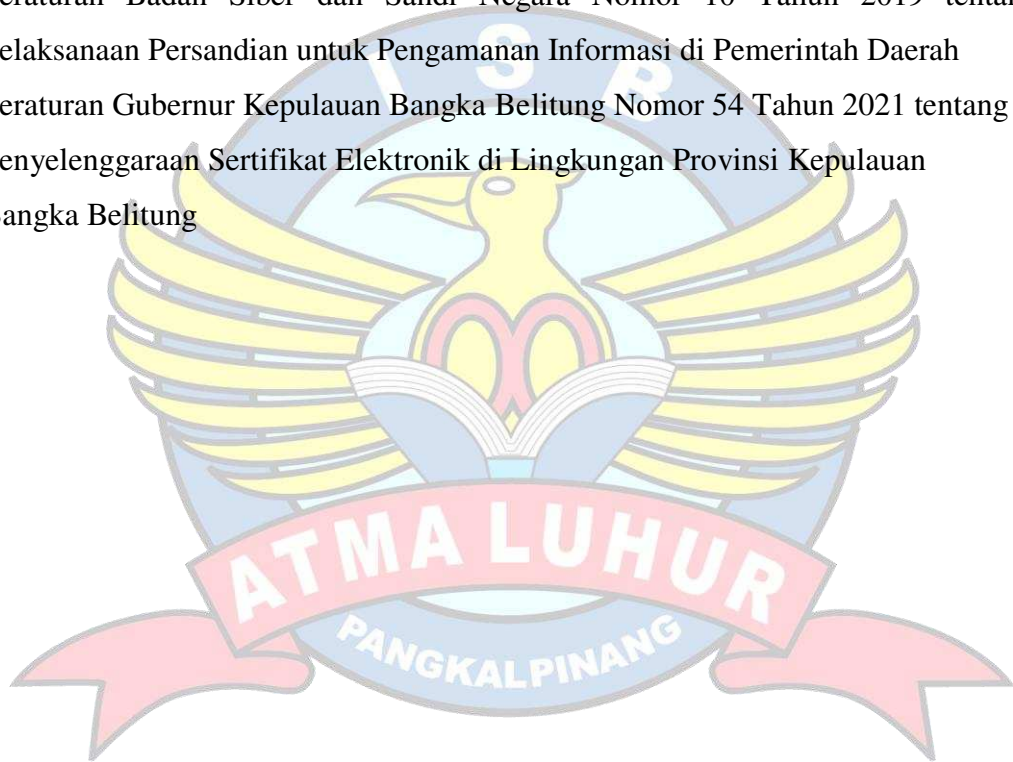 eraturan Badan Siber dan Sandi Negara Nomor 10 Tahun 2019 tentan
elaksanaan Persandian untuk Pengamanan Informasi di Pemerintah Daerah
eraturan Gubernur Kepulauan Bangka Belitung Nomor 54 Tahun 2021 tentang
enyelenggaraan Sertifikat Elektronik di Lingkungan Provinsi Kepulauan
angka Belitung
I S B
ATMA LUHUR
PANGKALPINANG